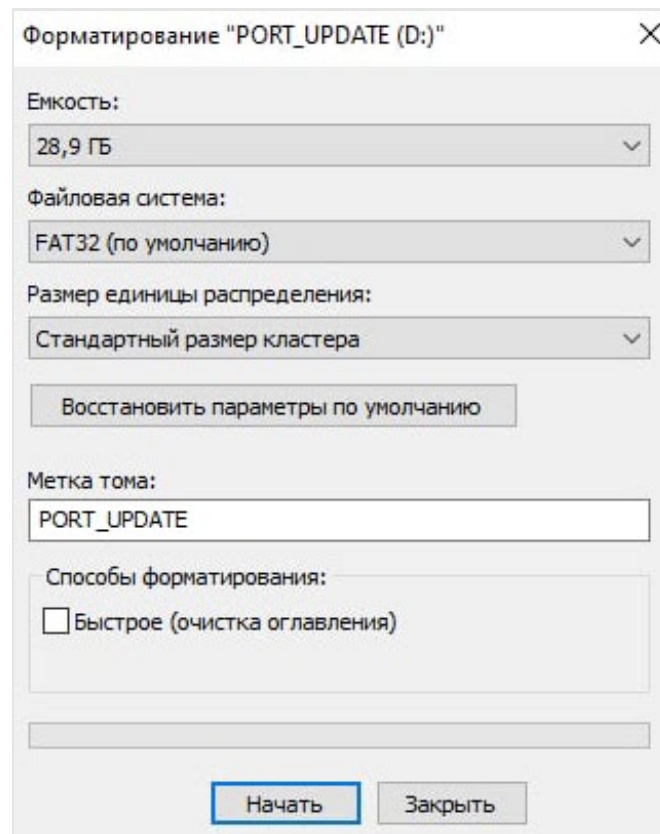 Форматирование "PORT_UPDATE (D:)"
Емкость:
28,9 ГБ
Файловая система:
FAT32 (по умолчанию)
Размер единицы распределения:
Стандартный размер кластера
Восстановить параметры по умолчанию
Метка тома:
PORT_UPDATE
Способы форматирования:
Быстрое (очистка оглавления)
Начать Закрыть